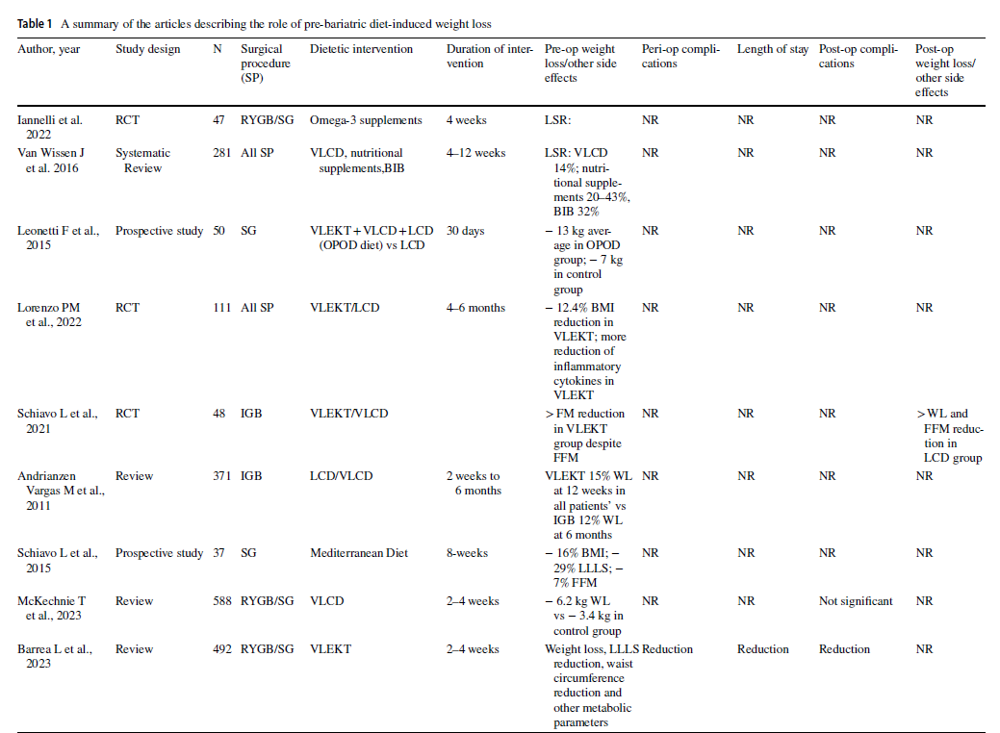 Table 1 A summary of the articles describing the role of pre-bariatric diet-induced weight loss
Author, year Study design N Surgical Dietetic intervention Duration of inter- Pre-op weight Peri-op compli- Length of stay Post-op compli- Post-op
procedure vention loss/other side cations cations weight loss/
(SP) effects other side
effects
Iannelli et al. RCT 47 RYGB/SG Omega-3 supplements 4 weeks LSR: NR NR NR NR
2022
Van Wissen J Systematic 281 All SP VLCD, nutritional 4–12 weeks LSR: VLCD NR NR NR NR
et al. 2016 Review supplements,BIB 14%; nutri-
tional supple-
ments 20–43%,
BIB 32%
Leonetti F et al., Prospective study 50 SG VLEKT + VLCD + LCD 30 days − 13 kg aver- NR NR NR NR
2015 (OPOD diet) vs LCD age in OPOD
group; − 7 kg
in control
group
Lorenzo PM RCT 111 All SP VLEKT/LCD 4–6 months − 12.4% BMI NR NR NR NR
et al., 2022 reduction in
VLEKT; more
reduction of
inflammatory
cytokines in
VLEKT
Schiavo L et al., RCT 48 IGB VLEKT/VLCD > FM reduction NR NR NR > WL and
2021 in VLEKT FFM reduc-
group despite tion in
FFM LCD group
Andrianzen Review 371 IGB LCD/VLCD 2 weeks to VLEKT 15% WL NR NR NR NR
Vargas M et al., 6 months at 12 weeks in
2011 all patients' vs
IGB 12% WL
at 6 months
Schiavo L et al., Prospective study 37 SG Mediterranean Diet 8-weeks − 16% BMI; − NR NR NR NR
2015 29% LLLS; −
7% FFM
McKechnie T Review 588 RYGB/SG VLCD 2–4 weeks − 6.2 kg WL NR NR Not significant NR
et al., 2023 vs − 3.4 kg in
control group
Barrea L et al., Review 492 RYGB/SG VLEKT 2–4 weeks Weight loss, LLLS Reduction Reduction Reduction NR
2023 reduction, waist
circumference
reduction and
other metabolic
parameters